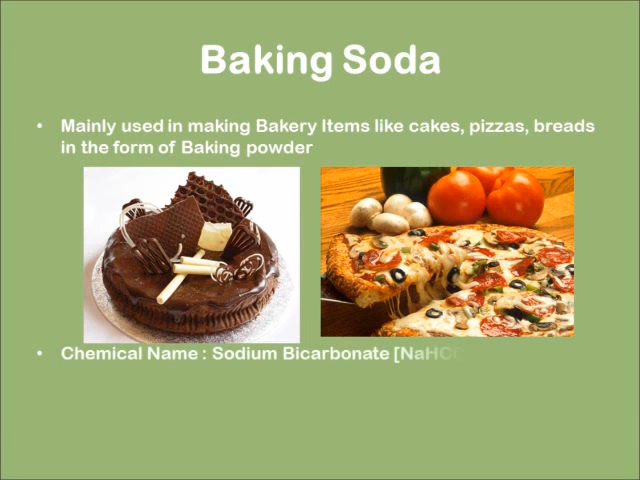 Baking Soda
• Mainly used in making Bakery Items like cakes, pizzas, breads
in the form of Baking powder
• Chemical Name : Sodium Bicarbonate [NaHC